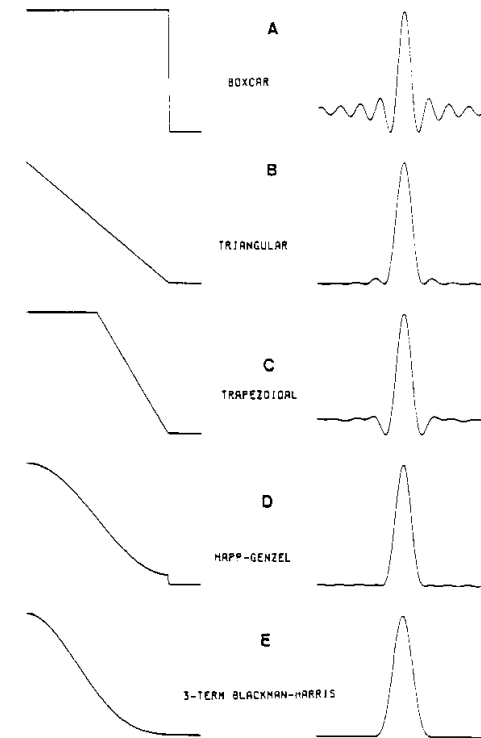 A
BOXCAR
B
TRIANGULAR
C
TRAPEZOIDAL
D
HAPP-GENZEL
E
3-TERM BLACKMAN-HARRIS